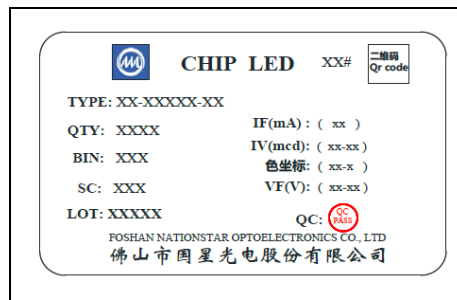 CHIP LED XX# 二维码
Qr code
TYPE: XX-XXXXX-XX
QTY: XXXX IF(mA) : ( xx )
BIN: XXX IV(mcd): ( xx-xx )
色坐标: ( xx-x )
SC: XXX VF(V): ( xx-xx )
LOT: XXXXX QC: QC
PASS
FOSHAN NATIONSTAR OPTOELECTRONICS CO., LTD
佛山市国星光电股份有限公司